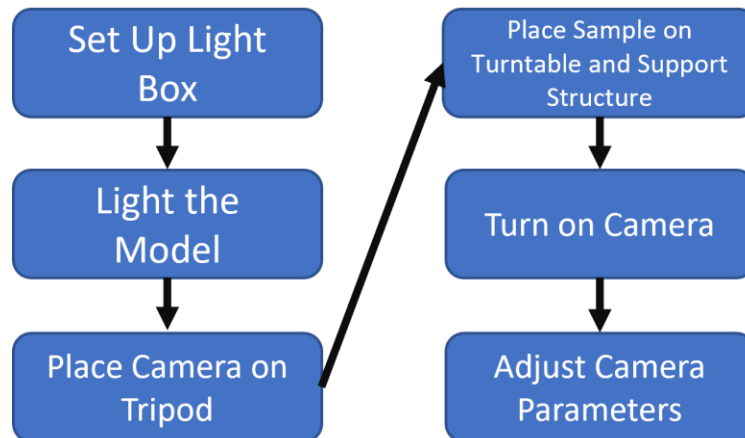 Set Up Light
Box
Light the
Model
Place Camera on
Tripod
Place Sample on
Turntable and Support
Structure
Turn on Camera
Adjust Camera
Parameters